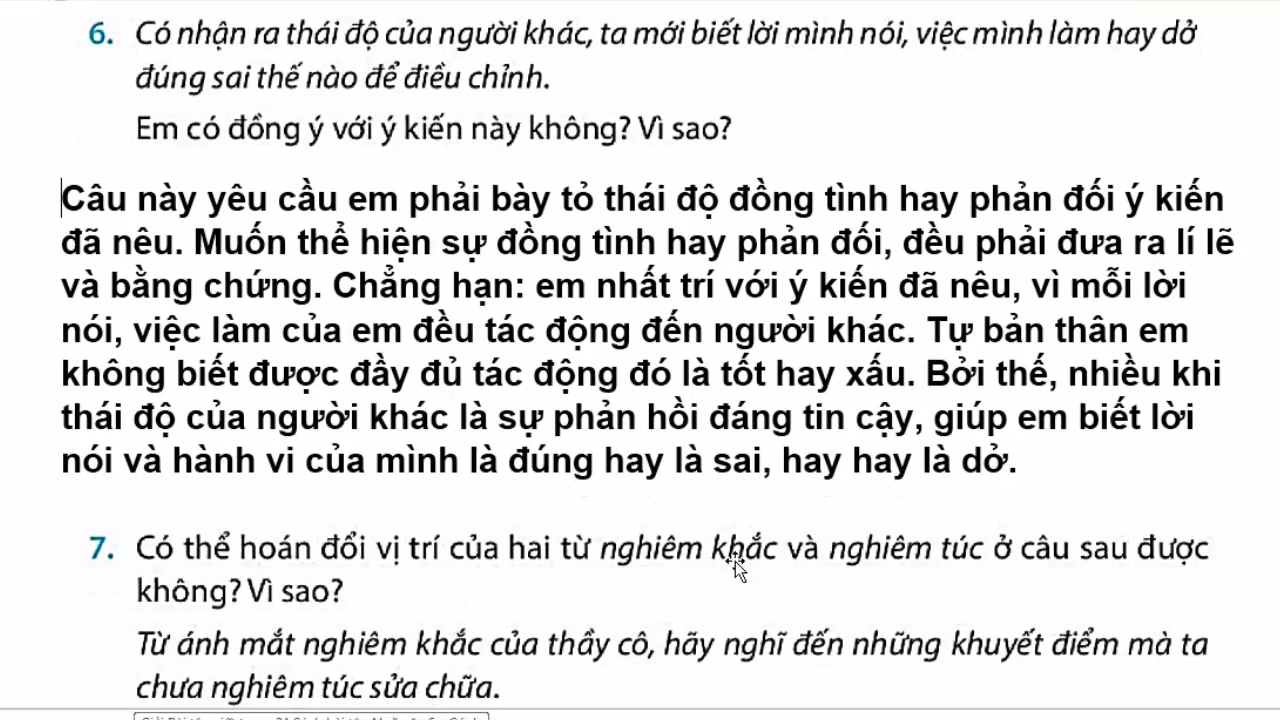 6. Có nhận ra thái độ của người khác, ta mới biết lời mình nói, việc mình làm hay dở
đúng sai thế nào để điều chỉnh.
Em có đồng ý với ý kiến này không? Vì sao?
Câu này yêu cầu em phải bày tỏ thái độ đồng tình hay phản đối ý kiến
đã nêu. Muốn thể hiện sự đồng tình hay phản đối, đều phải đưa ra lí lẽ
và bằng chứng. Chẳng hạn: em nhất trí với ý kiến đã nêu, vì mỗi lời
nói, việc làm của em đều tác động đến người khác. Tự bản thân em
không biết được đầy đủ tác động đó là tốt hay xấu. Bởi thế, nhiều khi
thái độ của người khác là sự phản hồi đáng tin cậy, giúp em biết lời
nói và hành vi của mình là đúng hay là sai, hay hay là dở.
7. Có thể hoán đổi vị trí của hai từ nghiêm khắc và nghiêm túc ở câu sau được
không? Vì sao?
Từ ánh mắt nghiêm khắc của thầy cô, hãy nghĩ đến những khuyết điểm mà ta
chưa nghiêm túc sửa chữa.